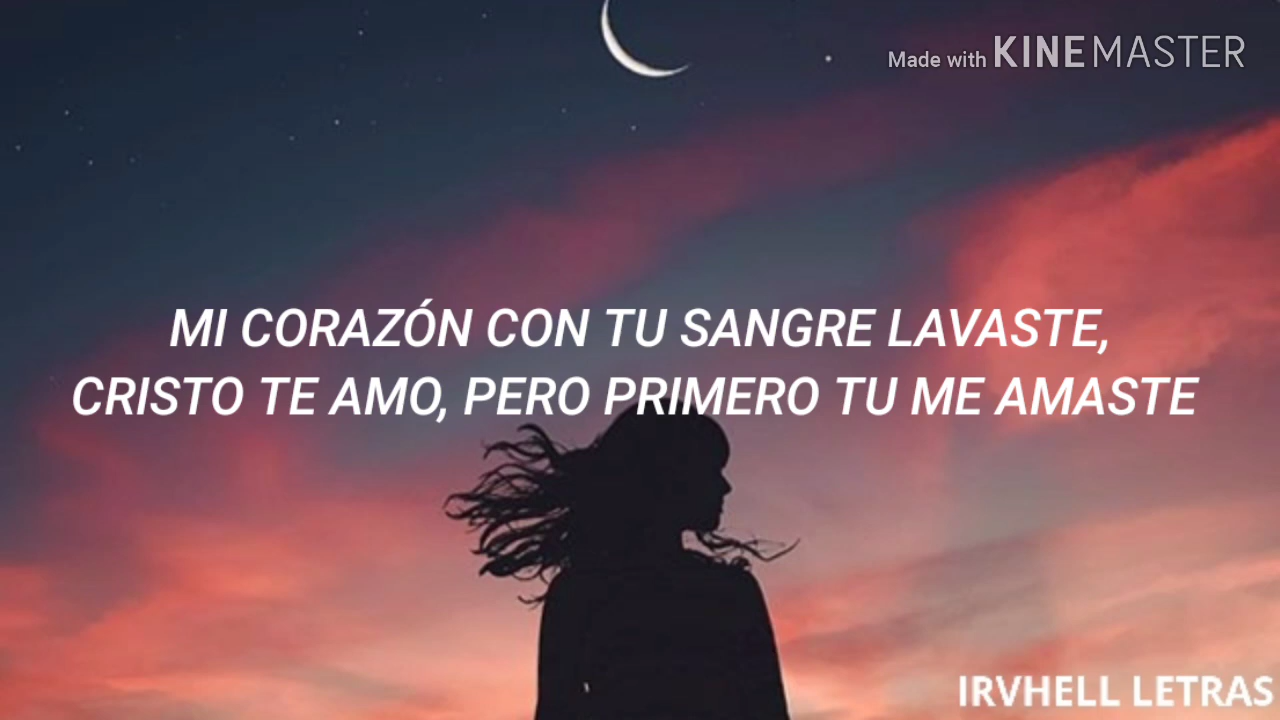 Made with KINEMASTER
MI CORAZÓN CON TU SANGRE LAVASTE,
CRISTO TE AMO, PERO PRIMERO TU ME AMASTE
IRVHELL LETRAS